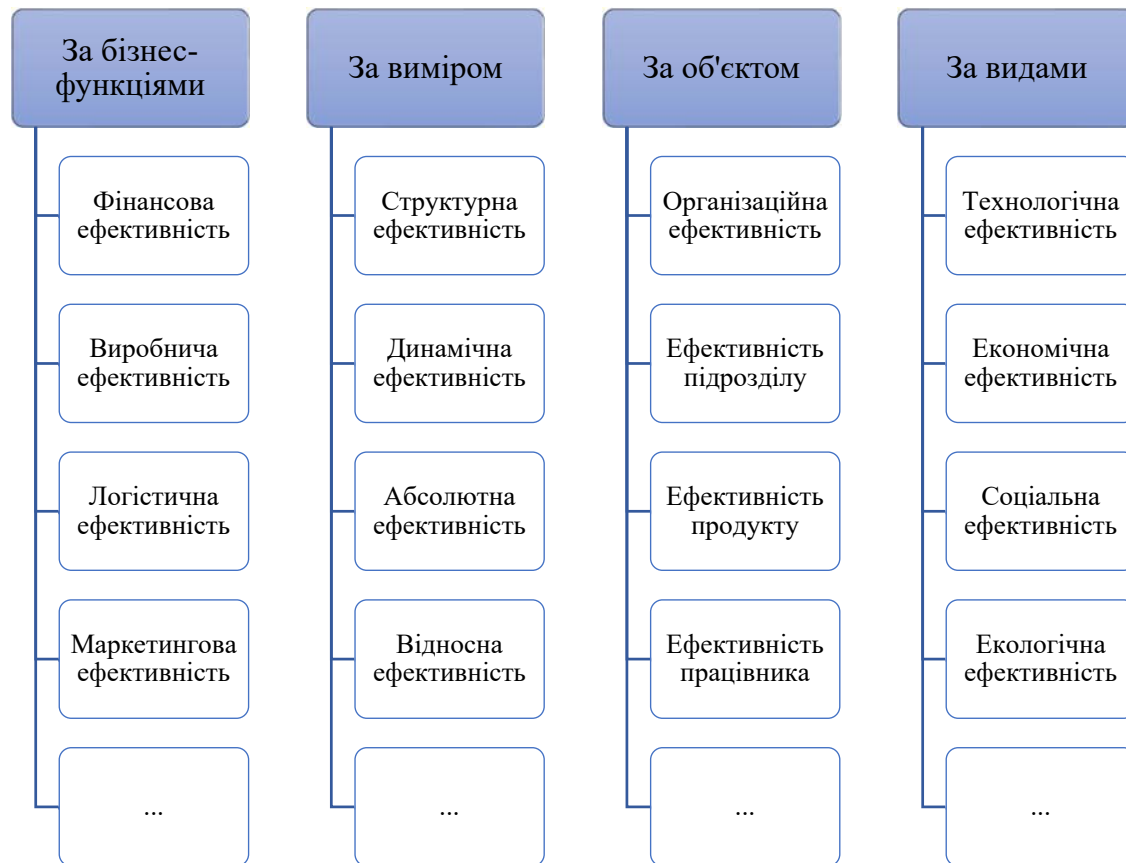 За бізнес-
функціями
Фінансова
ефективність
Виробнича
ефективність
Логістична
ефективність
Маркетингова
ефективність
...
За виміром
Структурна
ефективність
Динамічна
ефективність
Абсолютна
ефективність
Відносна
ефективність
...
За об'єктом
Організаційна
ефективність
Ефективність
підрозділу
Ефективність
продукту
Ефективність
працівника
...
За видами
Технологічна
ефективність
Економічна
ефективність
Соціальна
ефективність
Екологічна
ефективність
...